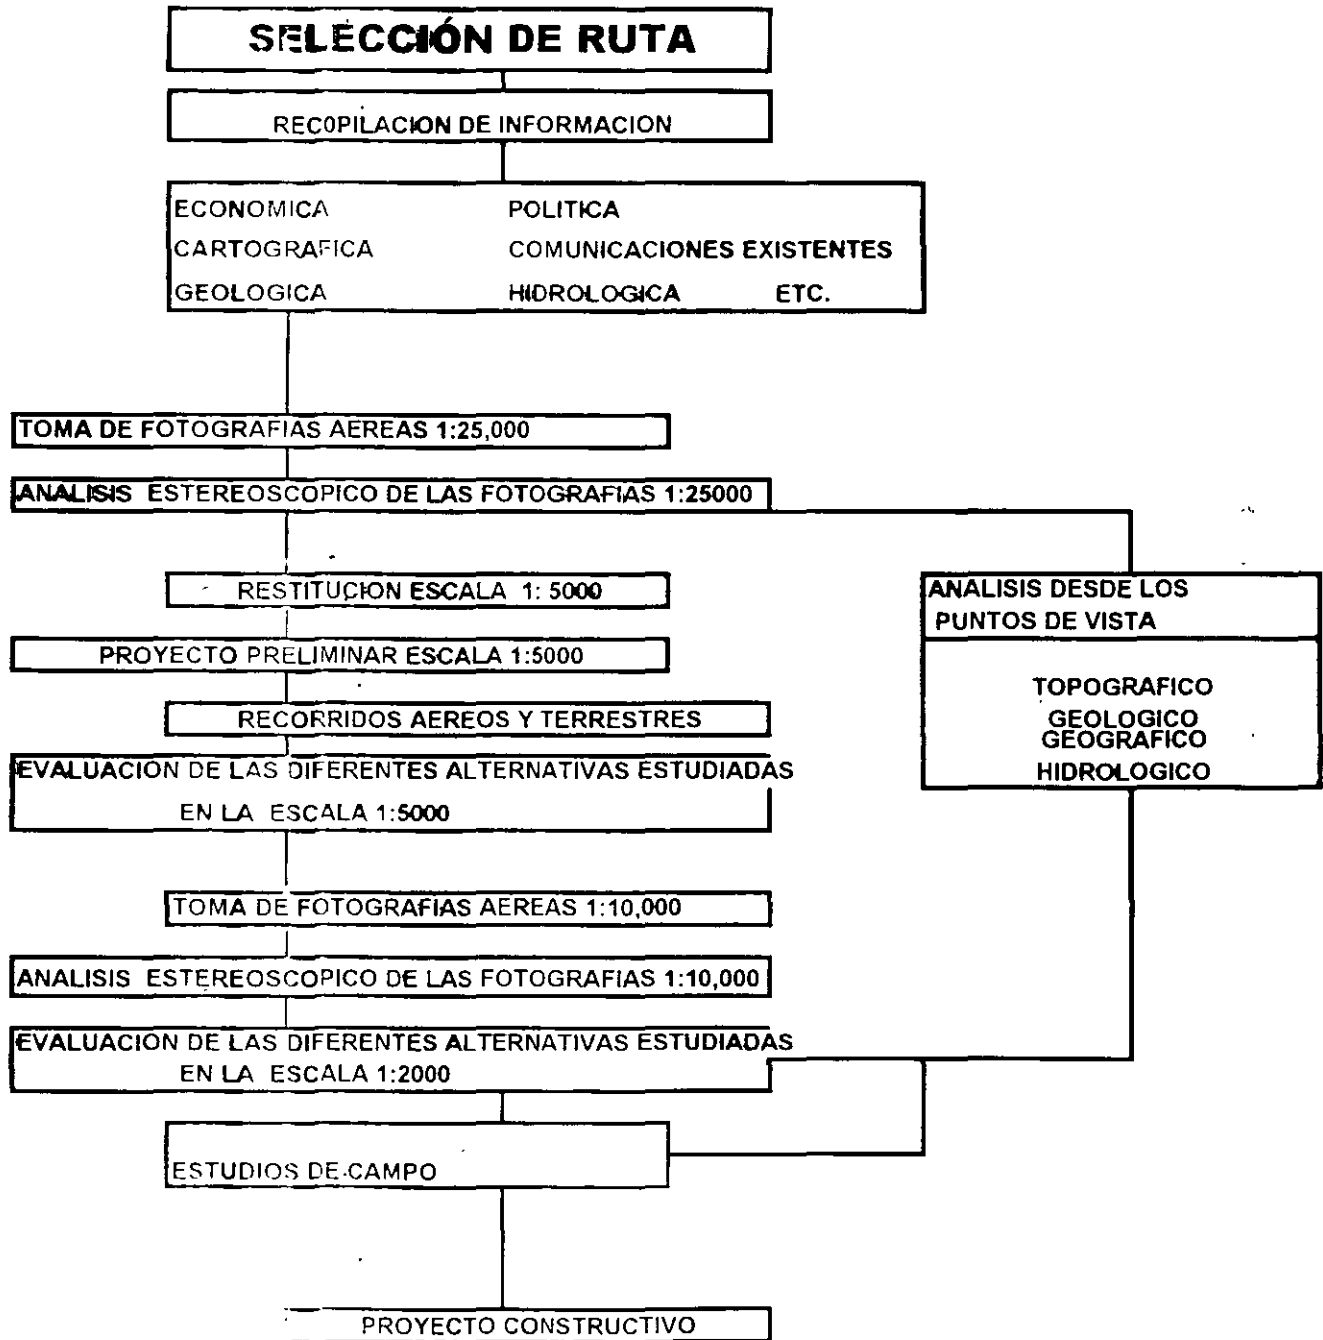 SELECCIÓN DE RUTA
RECOPILACION DE INFORMACION
ECONOMICA POLITICA
CARTOGRAFICA COMUNICACIONES EXISTENTES
GEOLOGICA HIDROLOGICA ETC.
TOMA DE FOTOGRAFIAS AEREAS 1:25,000
ANALISIS ESTEREOSCOPICO DE LAS FOTOGRAFIAS 1:25000
RESTITUCION ESCALA 1: 5000
PROYECTO PRELIMINAR ESCALA 1:5000
RECORRIDOS AEREOS Y TERRESTRES
EVALUACION DE LAS DIFERENTES ALTERNATIVAS ESTUDIADAS
EN LA ESCALA 1:5000
ANALISIS DESDE LOS
PUNTOS DE VISTA
TOPOGRAFICO
GEOLOGICO
GEOGRAFICO
HIDROLOGICO
TOMA DE FOTOGRAFIAS AEREAS 1:10,000
ANALISIS ESTEREOSCOPICO DE LAS FOTOGRAFIAS 1:10,000
EVALUACION DE LAS DIFERENTES ALTERNATIVAS ESTUDIADAS
EN LA ESCALA 1:2000
ESTUDIOS DE CAMPO
PROYECTO CONSTRUCTIVO